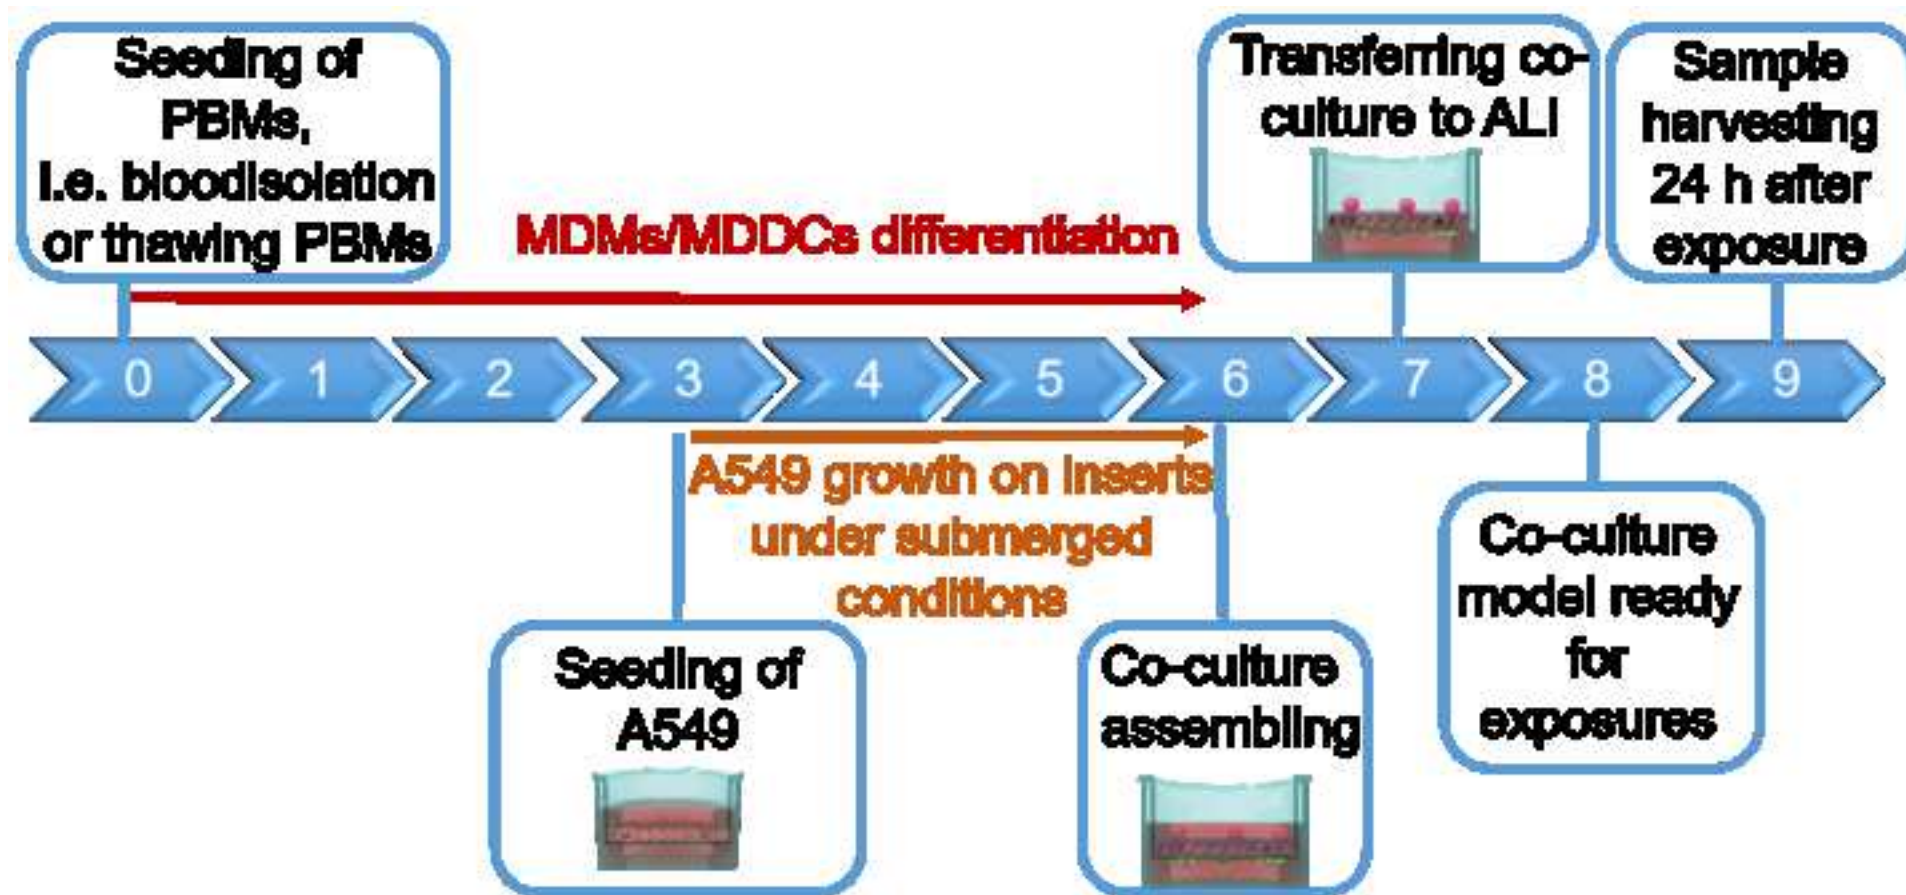 Seeding of
PBMs,
i.e. bloodisolation
or thawing PBMs
Transferring co-
culture to ALI
Sample
harvesting
24 h after
exposure
MDMs/MDDCs differentiation
0 1 2 3 4 5 6 7 8 9
A549 growth on inserts
under submerged
conditions
Seeding of
A549
Co-culture
assembling
Co-culture
model ready
for
exposures